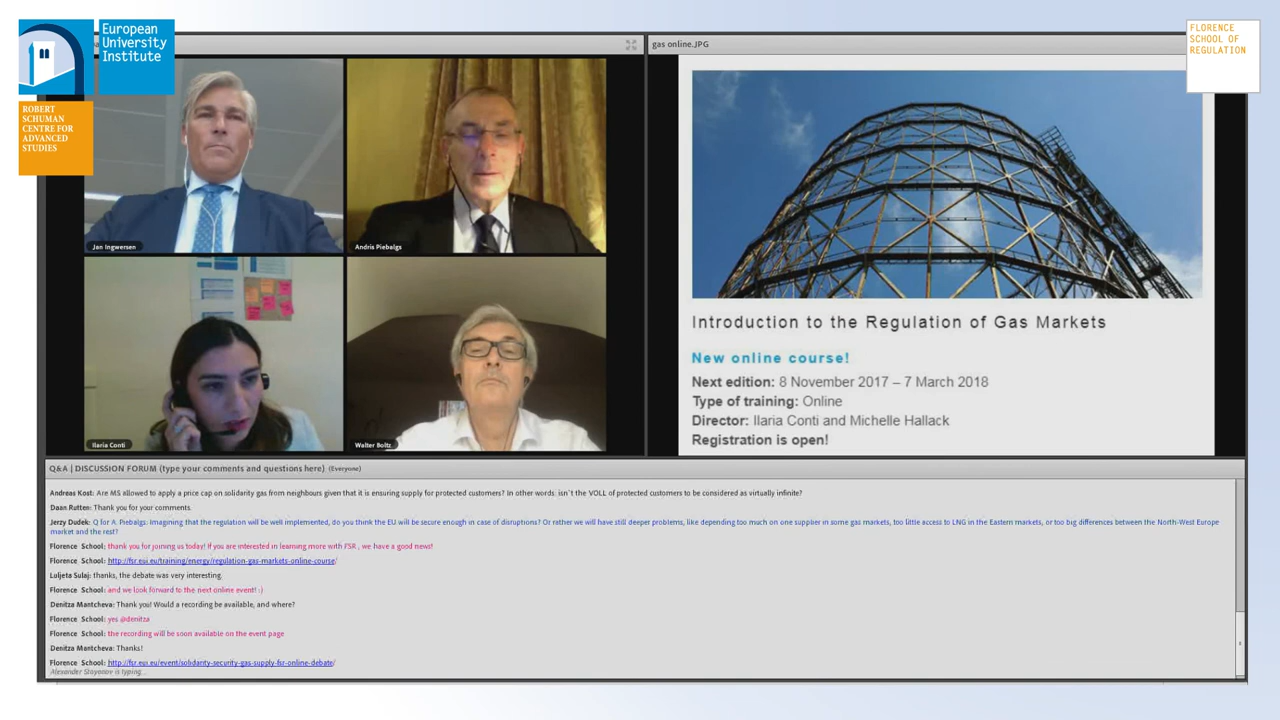 European
University
Institute
ROBERT
SCHUMAN
CENTRE FOR
ADVANCED
STUDIES
FLORENCE
SCHOOL OF
REGULATION
gas online.JPG
Jan Ingwersen
Andris Piebalgs
Ilaria Conti
Walter Boltz
Introduction to the Regulation of Gas Markets
New online course!
Next edition: 8 November 2017 – 7 March 2018
Type of training: Online
Director: Ilaria Conti and Michelle Hallack
Registration is open!
Q&A | DISCUSSION FORUM (type your comments and questions here) (Everyone)
Andreas Kost: Are MS allowed to apply a price cap on solidarity gas from neighbours given that it is ensuring supply for protected customers? In other words: isn't the VOLL of protected customers to be considered as virtually infinite?
Daan Rutten: Thank you for your comments.
Jerzy Dudek: Q for A. Piebalgs: Imagining that the regulation will be well implemented, do you think the EU will be secure enough in case of disruptions? Or rather we will have still deeper problems, like depending too much on one supplier in some gas markets, too little access to LNG in the Eastern markets, or too big differences between the North-West Europe
market and the rest?
Florence School: thank you for joining us today! If you are interested in learning more with FSR , we have a good news!
Florence School: http://fsr.eui.eu/training/energy/regulation-gas-markets-online-course/
Luljeta Sulaj: thanks, the debate was very interesting.
Florence School: and we look forward to the next online event! :)
Denitza Mantcheva: Thank you! Would a recording be available, and where?
Florence School: yes @denitza
Florence School: the recording will be soon available on the event page
Denitza Mantcheva: Thanks!
Florence School: http://fsr.eui.eu/event/solidarity-security-gas-supply-fsr-online-debate/
Alexander Stoyanov is typing...